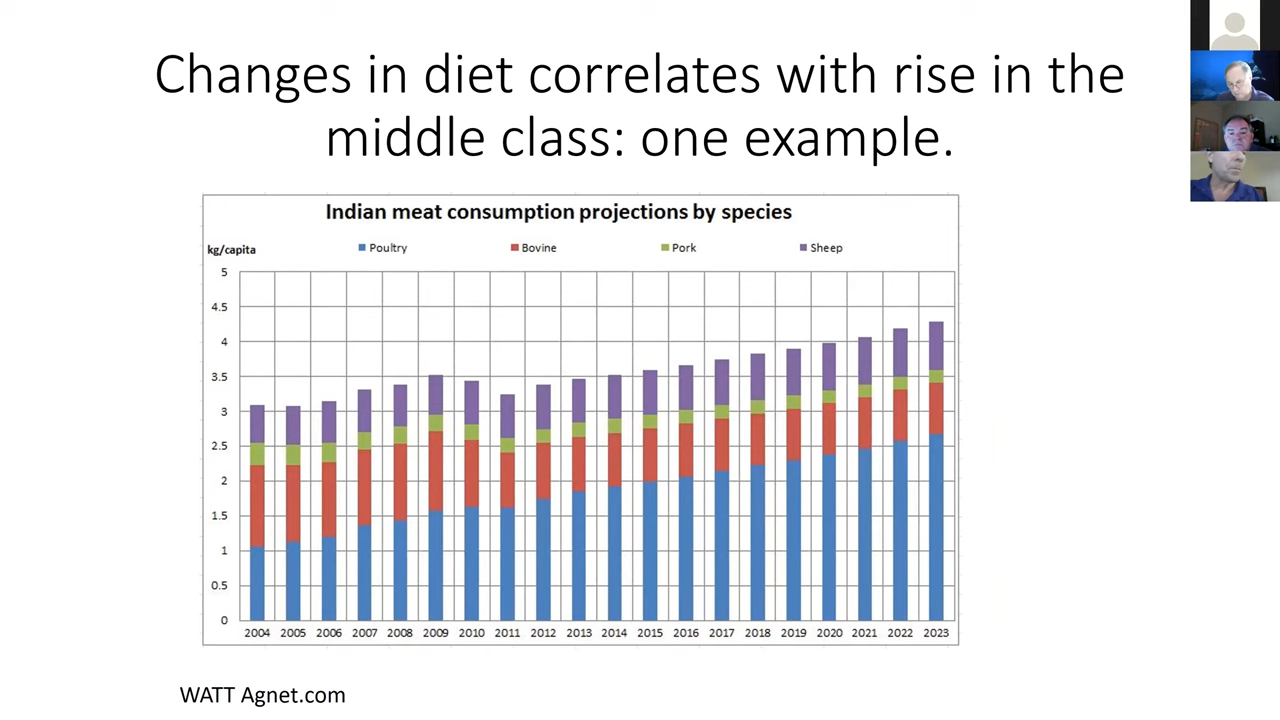 Changes in diet correlates with rise in the
middle class: one example.
Indian meat consumption projections by species
kg/capita
Poultry
Bovine
Pork
Sheep
5
4.5
4
3.5
3
2.5
2
1.5
1
0.5
0
2004 2005 2006 2007 2008 2009 2010 2011 2012 2013 2014 2015 2016 2017 2018 2019 2020 2021 2022 2023
WATT Agnet.com